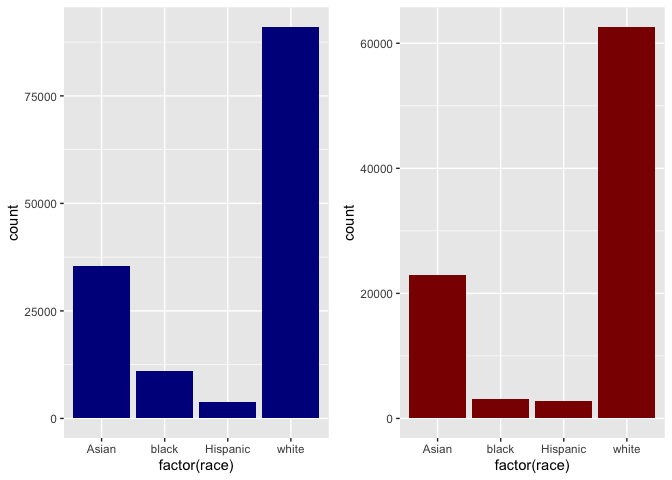 count
75000
50000
25000
0
Asian
black
Hispanic
white
factor(race)
count
60000
40000
20000
0
Asian
black
Hispanic
white
factor(race)